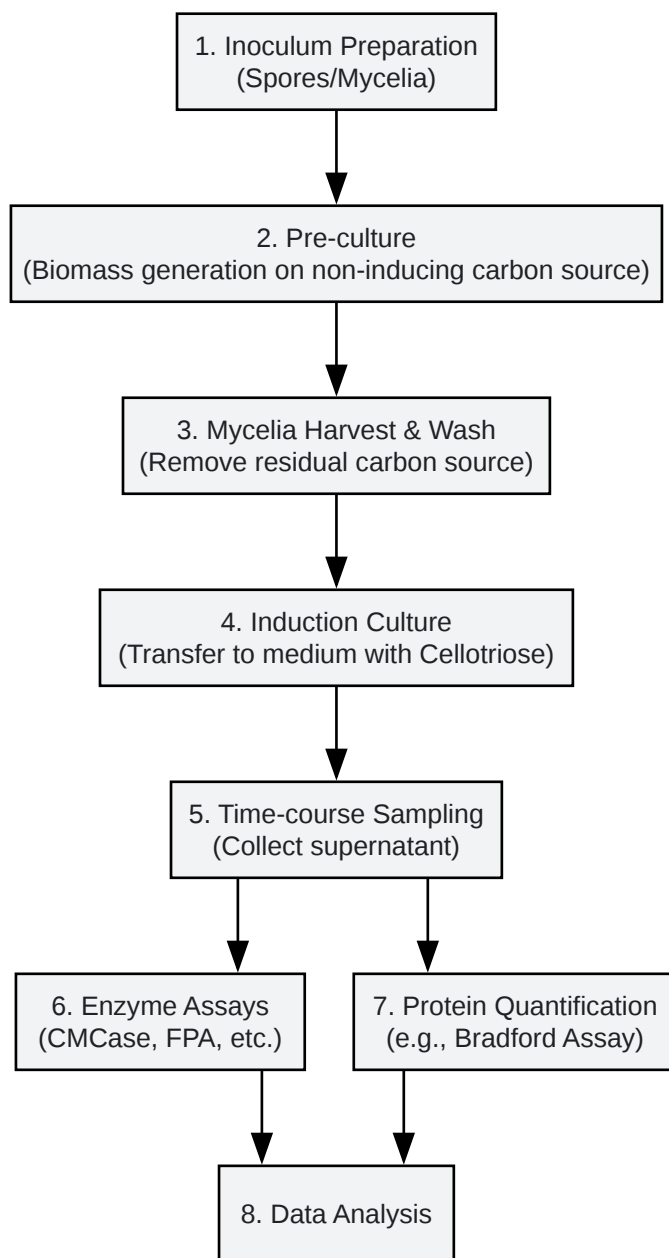 1. Inoculum Preparation
(Spores/Mycelia)
2. Pre-culture
(Biomass generation on non-inducing carbon source)
3. Mycelia Harvest & Wash
(Remove residual carbon source)
4. Induction Culture
(Transfer to medium with Cellotriose)
5. Time-course Sampling
(Collect supernatant)
6. Enzyme Assays
(CMCase, FPA, etc.)
7. Protein Quantification
(e.g., Bradford Assay)
8. Data Analysis